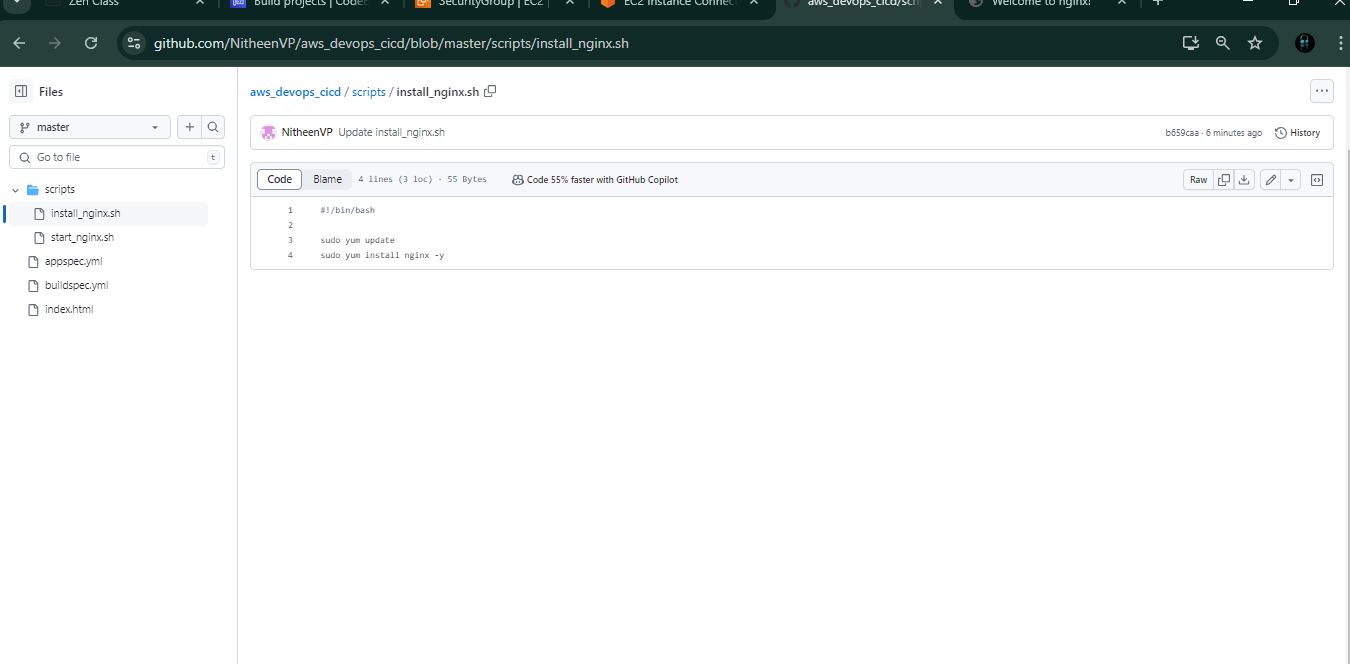 Zen Class
Build projects | CodeB
SecurityGroup | EC2 |
EC2 Instance Connect
aws_devops_cicd/scri
Welcome to nginx!
github.com/NitheenVP/aws_devops_cicd/blob/master/scripts/install_nginx.sh
Files
aws_devops_cicd / scripts / install_nginx.sh
master
NitheenVP Update install_nginx.sh
b659caa · 6 minutes ago
History
Go to file
t
Code
Blame
4 lines (3 loc) · 55 Bytes
Code 55% faster with GitHub Copilot
Raw
scripts
install_nginx.sh
start_nginx.sh
appspec.yml
buildspec.yml
index.html
1 #!/bin/bash
2
3 sudo yum update
4 sudo yum install nginx -y